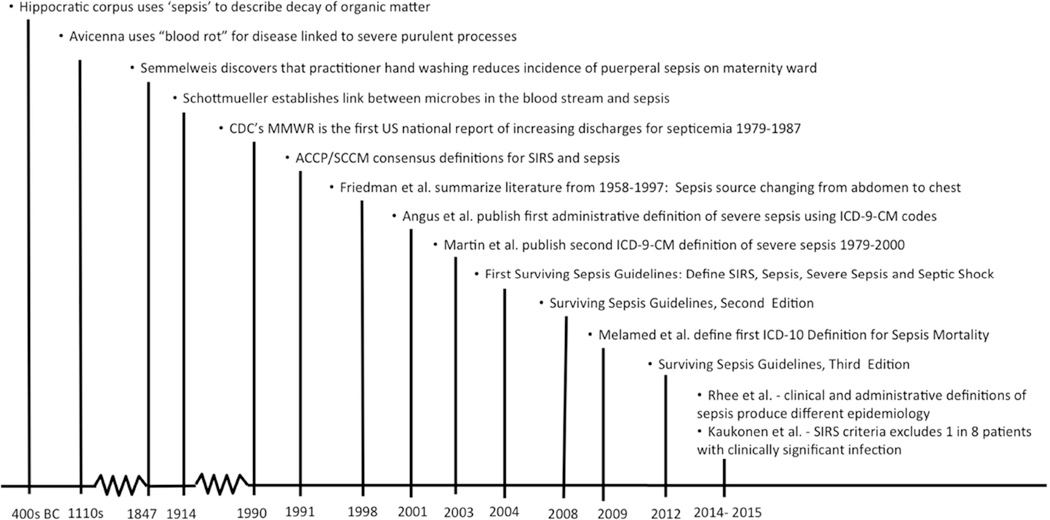 • Hippocratic corpus uses ‘sepsis’ to describe decay of organic matter
• Avicenna uses “blood rot” for disease linked to severe purulent processes
• Semmelweis discovers that practitioner hand washing reduces incidence of puerperal sepsis on maternity ward
• Schottmueller establishes link between microbes in the blood stream and sepsis
• CDC’s MMWR is the first US national report of increasing discharges for septicemia 1979-1987
• ACCP/SCCM consensus definitions for SIRS and sepsis
• Friedman et al. summarize literature from 1958-1997: Sepsis source changing from abdomen to chest
• Angus et al. publish first administrative definition of severe sepsis using ICD-9-CM codes
• Martin et al. publish second ICD-9-CM definition of severe sepsis 1979-2000
• First Surviving Sepsis Guidelines: Define SIRS, Sepsis, Severe Sepsis and Septic Shock
• Surviving Sepsis Guidelines, Second Edition
• Melamed et al. define first ICD-10 Definition for Sepsis Mortality
• Surviving Sepsis Guidelines, Third Edition
• Rhee et al. - clinical and administrative definitions of
sepsis produce different epidemiology
• Kaukonen et al. - SIRS criteria excludes 1 in 8 patients
with clinically significant infection
400s BC 1110s 1847 1914 1990 1991 1998 2001 2003 2004 2008 2009 2012 2014- 2015